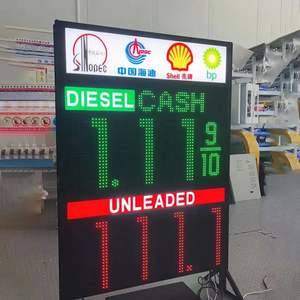 Sinopec
中国海油
Shell 壳牌
bp
DIESEL CASH
1.11 9/10
UNLEADED
111.1